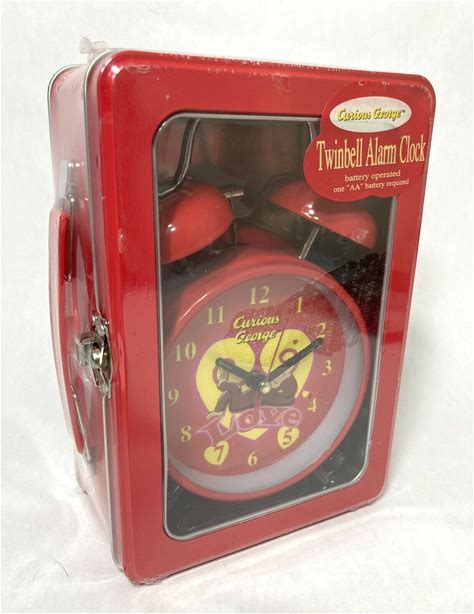 Curious George™
Twinbell Alarm Clock
battery operated
one "AA" battery required
12
11
1
10
2
Curious
George
9
3
Love
8
4
7
5
6